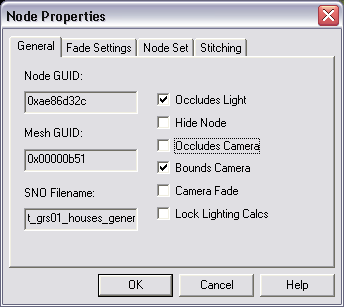 Node Properties
General Fade Settings Node Set Stitching
Node GUID:
0xae86d32c
Mesh GUID:
0x00000b51
SNO Filename:
t_grs01_houses_gener
Occludes Light
Hide Node
Occludes Camera
Bounds Camera
Camera Fade
Lock Lighting Calcs
OK Cancel Help